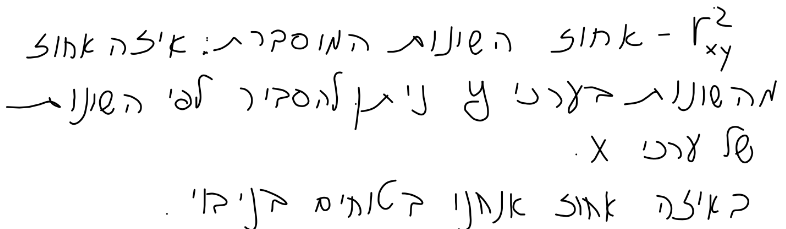 r²xy - אחוז השונות המוסברת: איזה אחוז
מהשונות בערכי y ניתן להסביר לפי השונות
של ערכי x.
באיזה אחוז אנחנו בטוחים בניבוי.